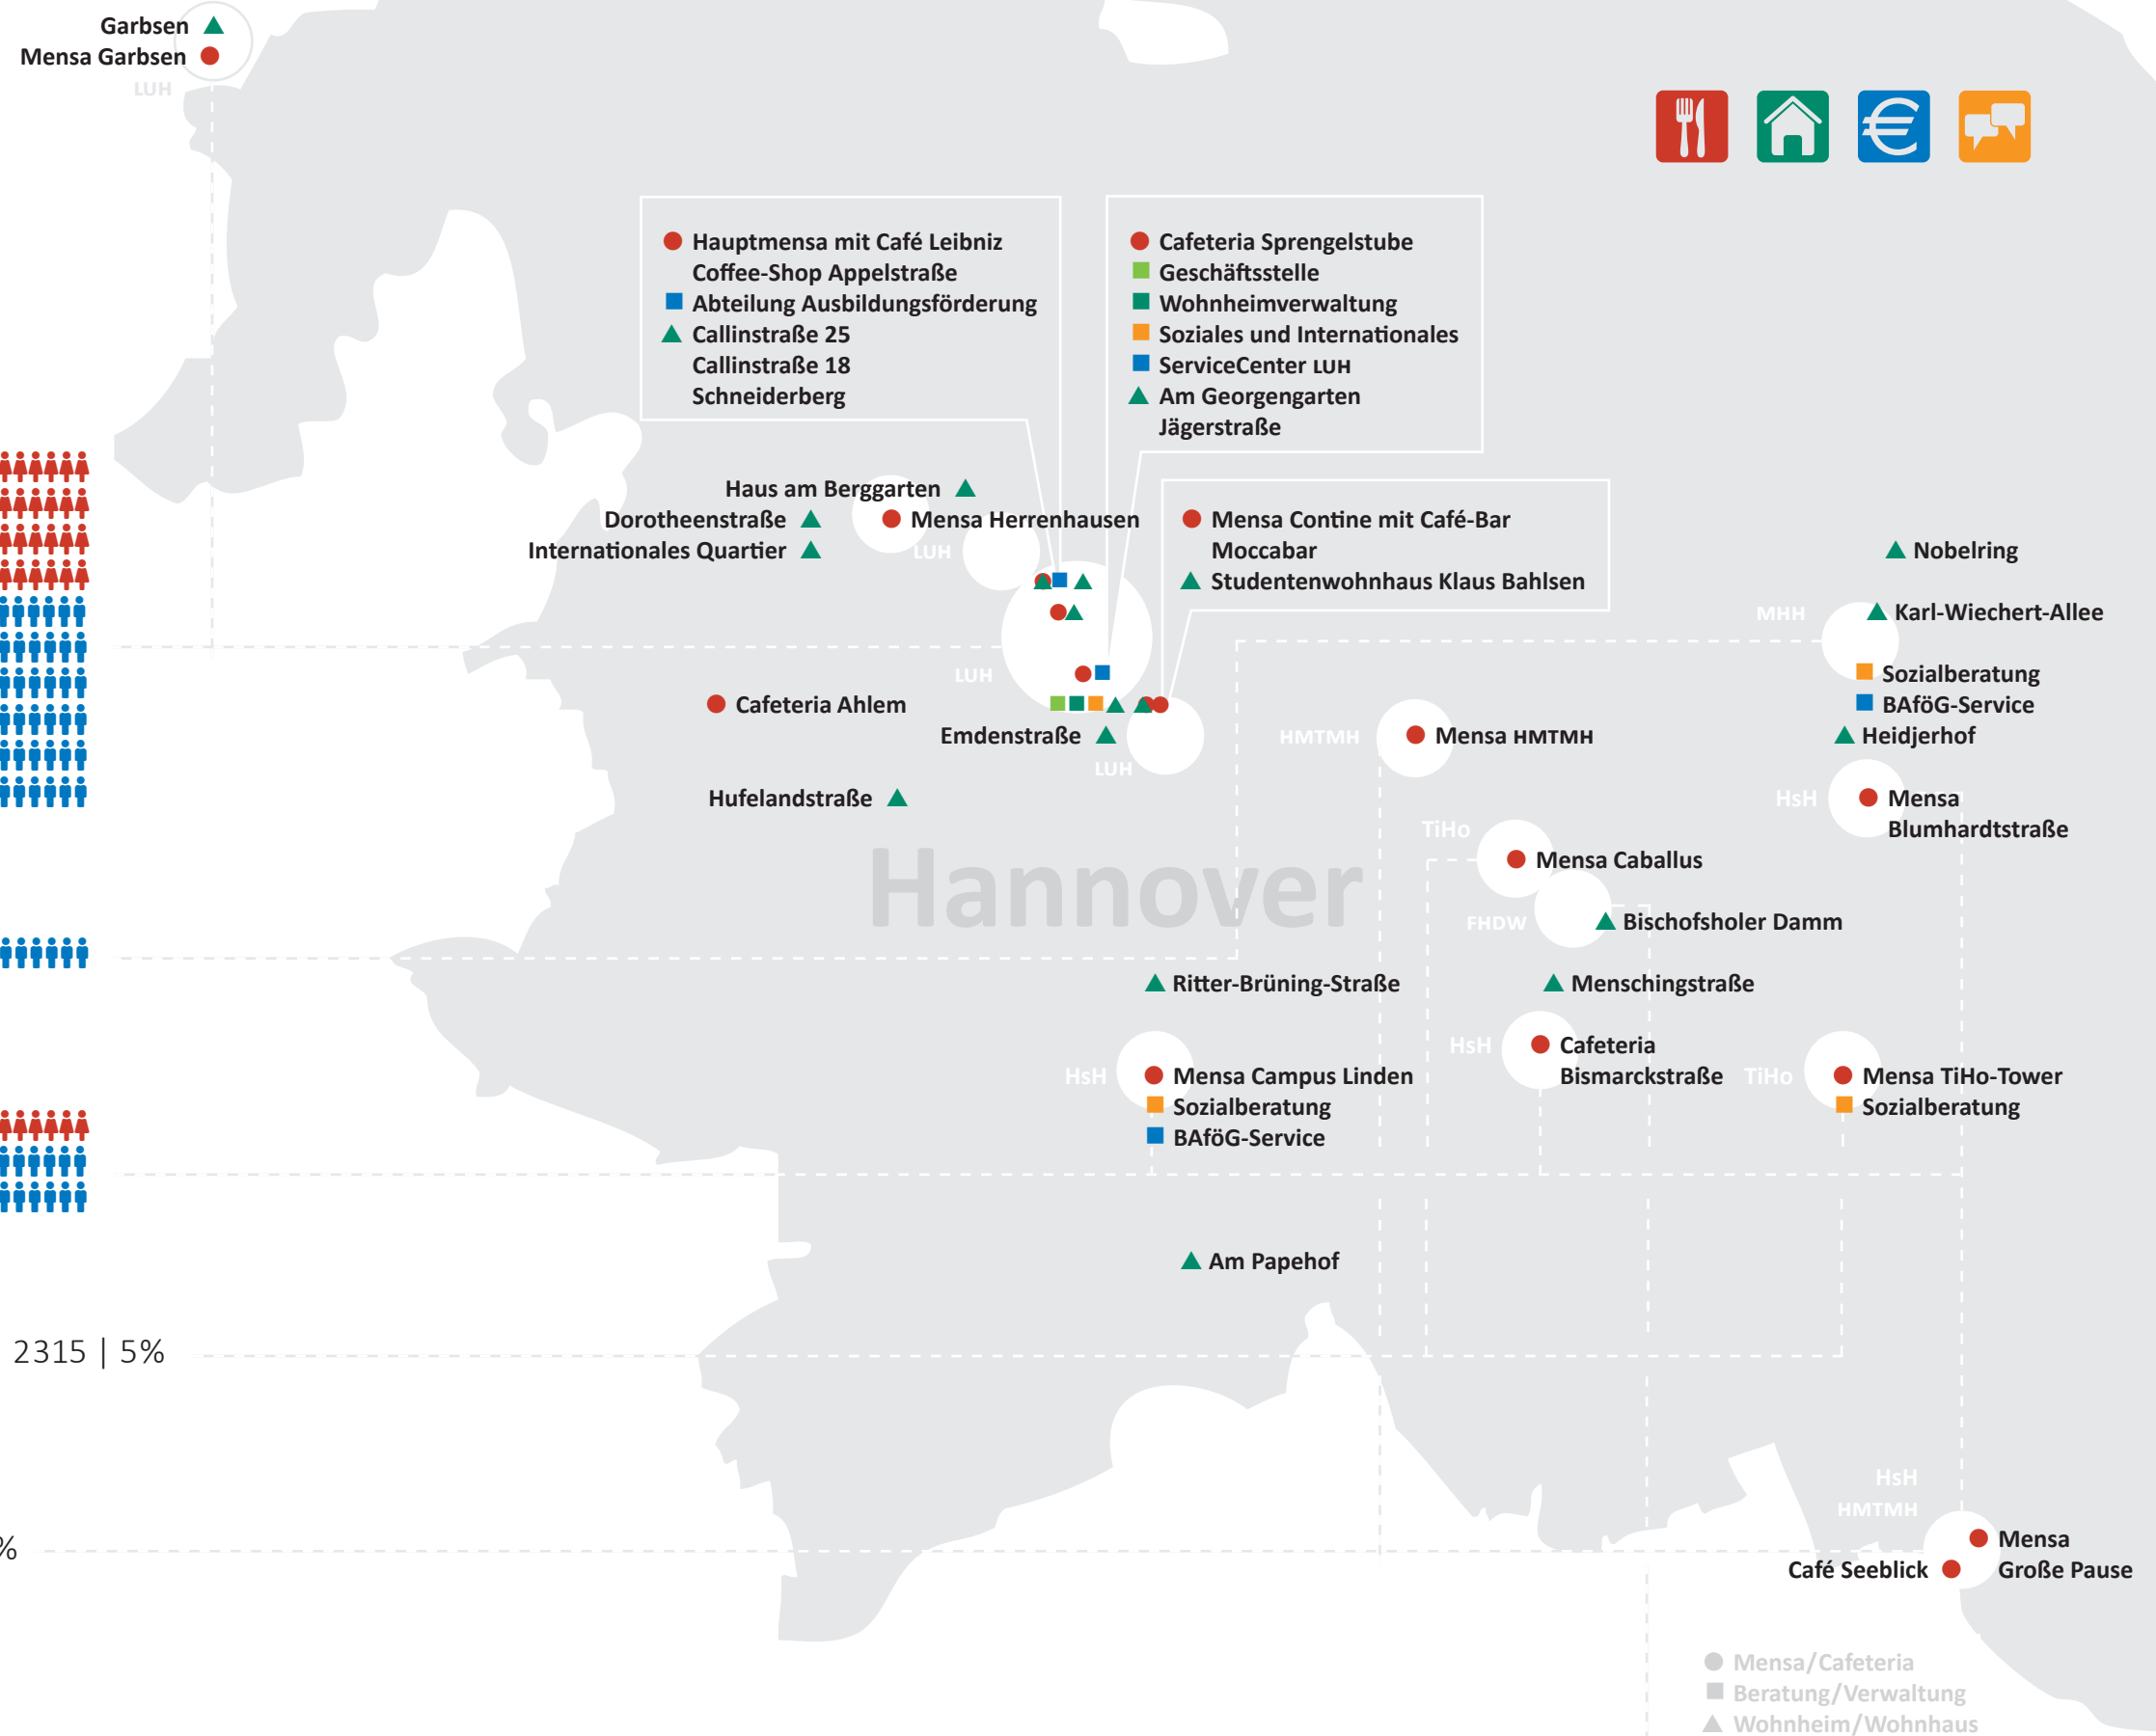 Garbsen
Mensa Garbsen
LUH
Hauptmensa mit Café Leibniz
Coffee-Shop Appelstraße
Abteilung Ausbildungsförderung
Callinstraße 25
Callinstraße 18
Schneiderberg
Cafeteria Sprengelstube
Geschäftsstelle
Wohnheimverwaltung
Soziales und Internationales
ServiceCenter LUH
Am Georgengarten
Jägerstraße
Haus am Berggarten
Dorotheenstraße
Mensa Herrenhausen
Internationales Quartier
LUH
Mensa Contine mit Café-Bar
Moccabar
Studentenwohnhaus Klaus Bahlsen
Nobelring
MHH
Karl-Wiechert-Allee
LUH
Sozialberatung
BAföG-Service
Cafeteria Ahlem
Emdenstraße
LUH
HMTMH
Mensa HMTMH
Heidjerhof
Hufelandstraße
HsH
Mensa
Blumhardtstraße
TiHo
Mensa Caballus
Hannover
FHDW
Bischofsholer Damm
Ritter-Brüning-Straße
Menschingstraße
HsH
Mensa Campus Linden
Sozialberatung
BAföG-Service
HsH
Cafeteria
Bismarckstraße
TiHo
Mensa TiHo-Tower
Sozialberatung
Am Papehof
2315 | 5%
HsH
HMTMH
%
Mensa
Große Pause
Café Seeblick
Mensa/Cafeteria
Beratung/Verwaltung
Wohnheim/Wohnhaus